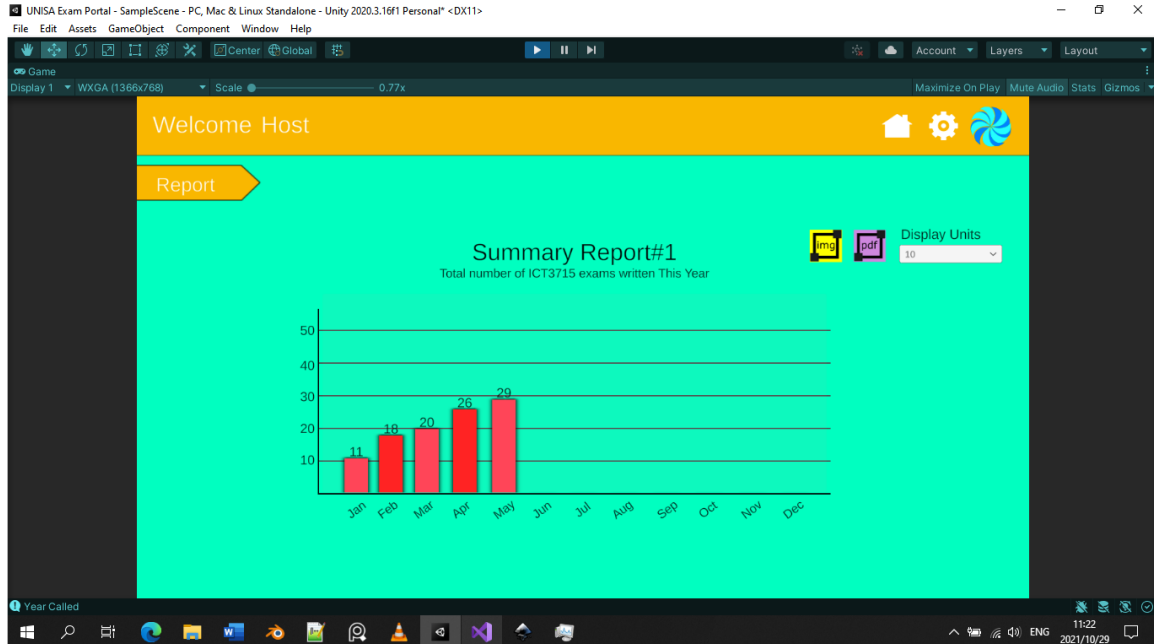 UNISA Exam Portal - SampleScene - PC, Mac & Linux Standalone - Unity 2020.3.16f1 Personal* <DX11>
File Edit Assets GameObject Component Window Help
Center Global
Account Layers Layout
Game
Display 1 WXGA (1366x768) Scale 0.77x Maximize On Play Mute Audio Stats Gizmos
Welcome Host
Report
img pdf Display Units
10
Summary Report#1
Total number of ICT3715 exams written This Year
50
40
30
20
10
11 18 20 26 29
Jan Feb Mar Apr May Jun Jul Aug Sep Oct Nov Dec
Year Called
ENG 11:22
2021/10/29